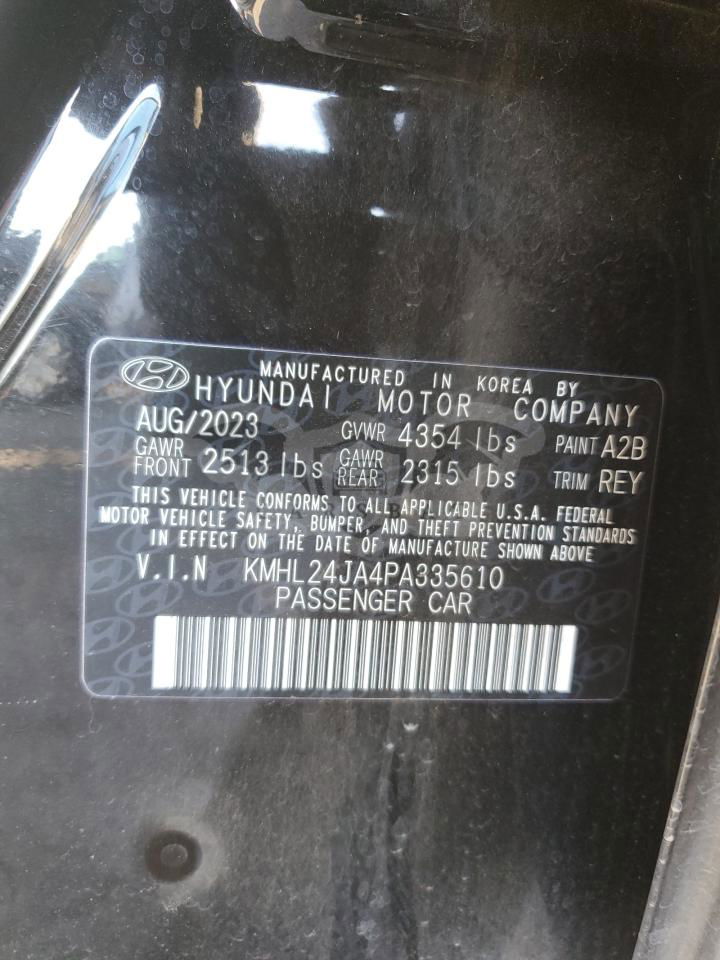 MANUFACTURED IN KOREA BY
HYUNDAI MOTOR COMPANY
AUG/2023 GVWR 4354 lbs PAINT A2B
GAWR FRONT 2513 lbs GAWR REAR 2315 lbs TRIM REY
THIS VEHICLE CONFORMS TO ALL APPLICABLE U.S.A. FEDERAL
MOTOR VEHICLE SAFETY, BUMPER, AND THEFT PREVENTION STANDARDS
IN EFFECT ON THE DATE OF MANUFACTURE SHOWN ABOVE
V.I.N KMHL24JA4PA335610
PASSENGER CAR